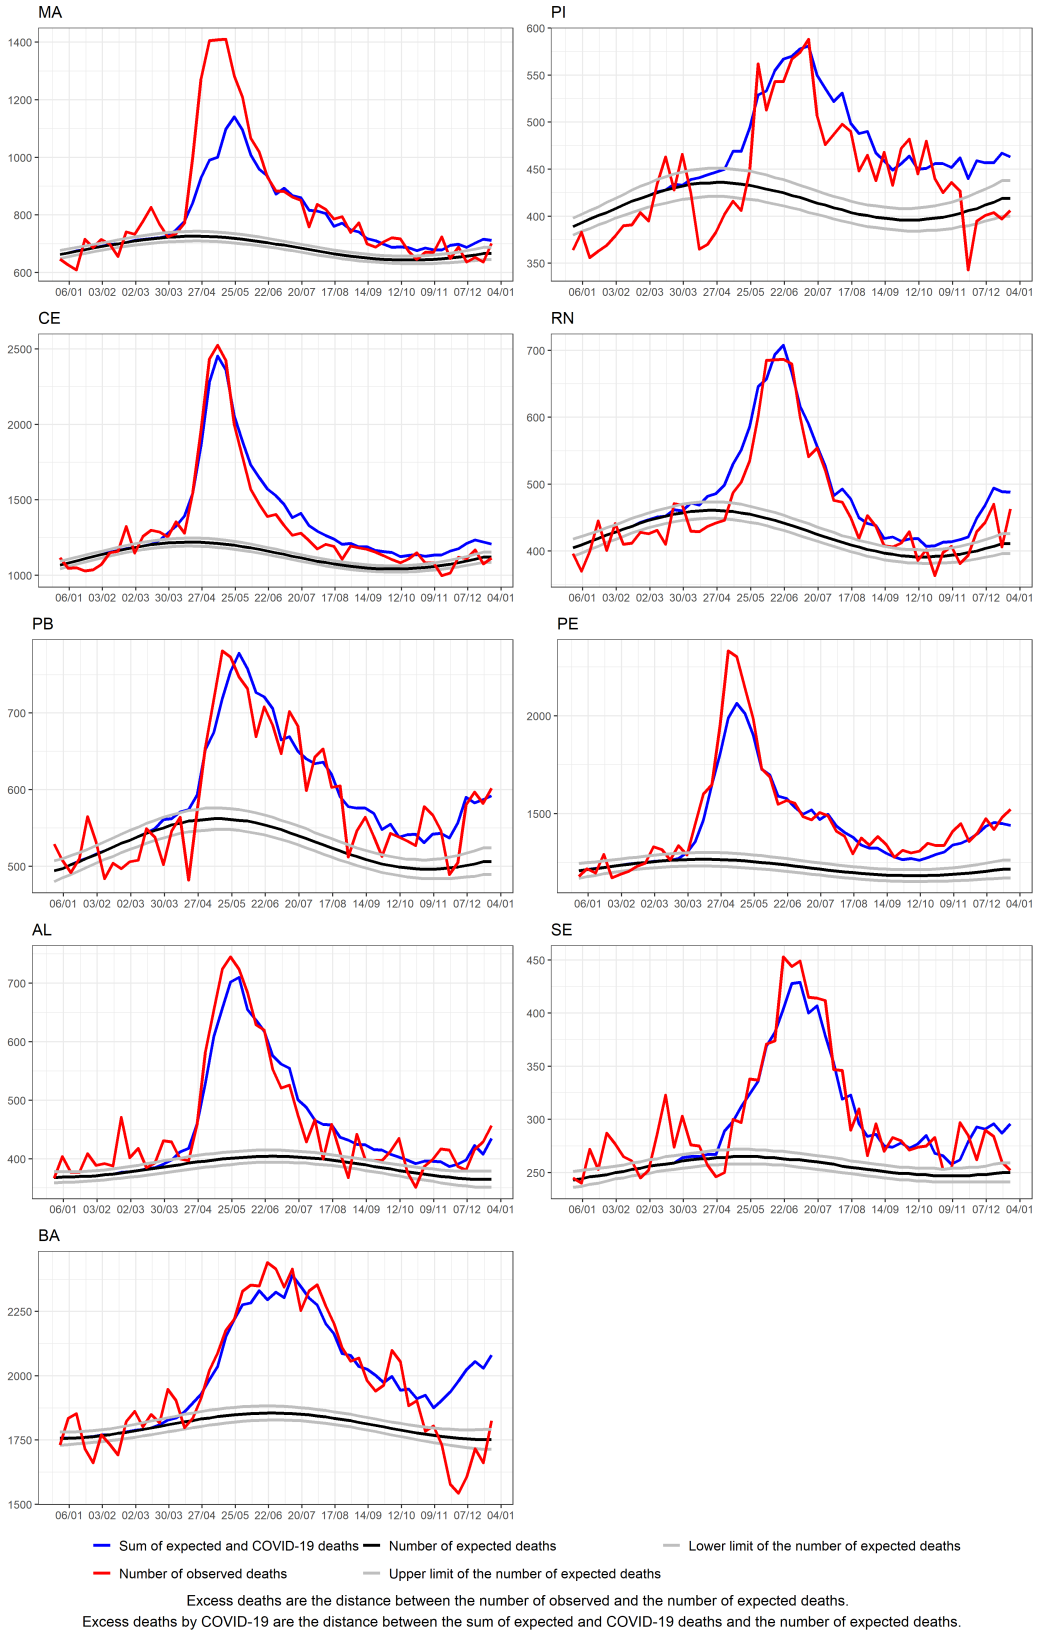 MA
1400
1200
1000
800
600
06/01 03/02 02/03 30/03 27/04 25/05 22/06 20/07 17/08 14/09 12/10 09/11 07/12 04/01
PI
600
550
500
450
400
350
06/01 03/02 02/03 30/03 27/04 25/05 22/06 20/07 17/08 14/09 12/10 09/11 07/12 04/01
CE
2500
2000
1500
1000
06/01 03/02 02/03 30/03 27/04 25/05 22/06 20/07 17/08 14/09 12/10 09/11 07/12 04/01
RN
700
600
500
400
06/01 03/02 02/03 30/03 27/04 25/05 22/06 20/07 17/08 14/09 12/10 09/11 07/12 04/01
PB
700
600
500
06/01 03/02 02/03 30/03 27/04 25/05 22/06 20/07 17/08 14/09 12/10 09/11 07/12 04/01
PE
2000
1500
06/01 03/02 02/03 30/03 27/04 25/05 22/06 20/07 17/08 14/09 12/10 09/11 07/12 04/01
AL
700
600
500
400
06/01 03/02 02/03 30/03 27/04 25/05 22/06 20/07 17/08 14/09 12/10 09/11 07/12 04/01
SE
450
400
350
300
250
06/01 03/02 02/03 30/03 27/04 25/05 22/06 20/07 17/08 14/09 12/10 09/11 07/12 04/01
BA
2250
2000
1750
1500
06/01 03/02 02/03 30/03 27/04 25/05 22/06 20/07 17/08 14/09 12/10 09/11 07/12 04/01
Sum of expected and COVID-19 deaths Number of expected deaths Lower limit of the number of expected deaths
Number of observed deaths Upper limit of the number of expected deaths
Excess deaths are the distance between the number of observed and the number of expected deaths.
Excess deaths by COVID-19 are the distance between the sum of expected and COVID-19 deaths and the number of expected deaths.